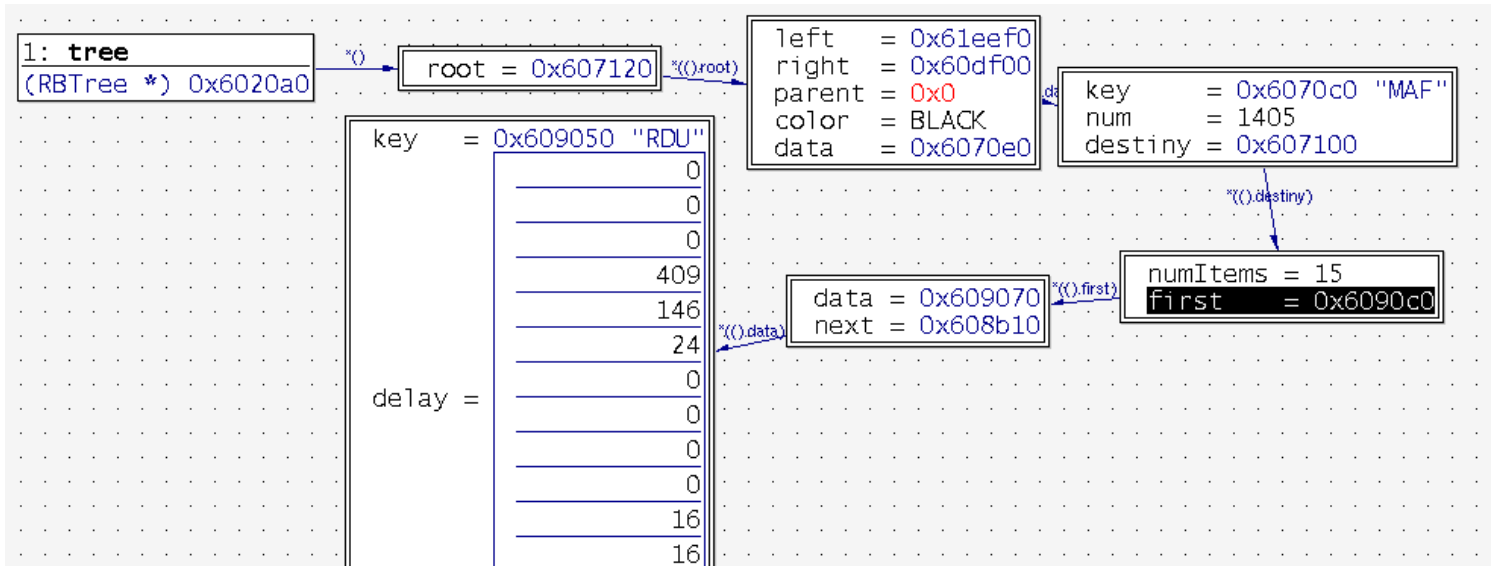 1: tree
(RBTree *) 0x6020a0
*()
root = 0x607120
*(().root)
left = 0x61eef0
right = 0x60df00
parent = 0x0
color = BLACK
data = 0x6070e0
key = 0x6070c0 "MAF"
num = 1405
destiny = 0x607100
*(().destiny)
numItems = 15
first = 0x6090c0
*(().first)
data = 0x609070
next = 0x608b10
*(().data)
key = 0x609050 "RDU"
delay =
0
0
0
409
146
24
0
0
0
0
16
16